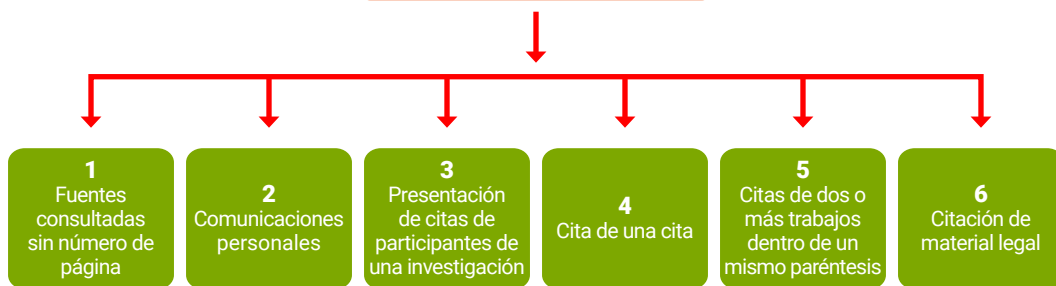 1
Fuentes
consultadas
sin número de
página
2
Comunicaciones
personales
3
Presentación
de citas de
participantes de
una investigación
4
Cita de una cita
5
Citas de dos o
más trabajos
dentro de un
mismo paréntesis
6
Citación de
material legal